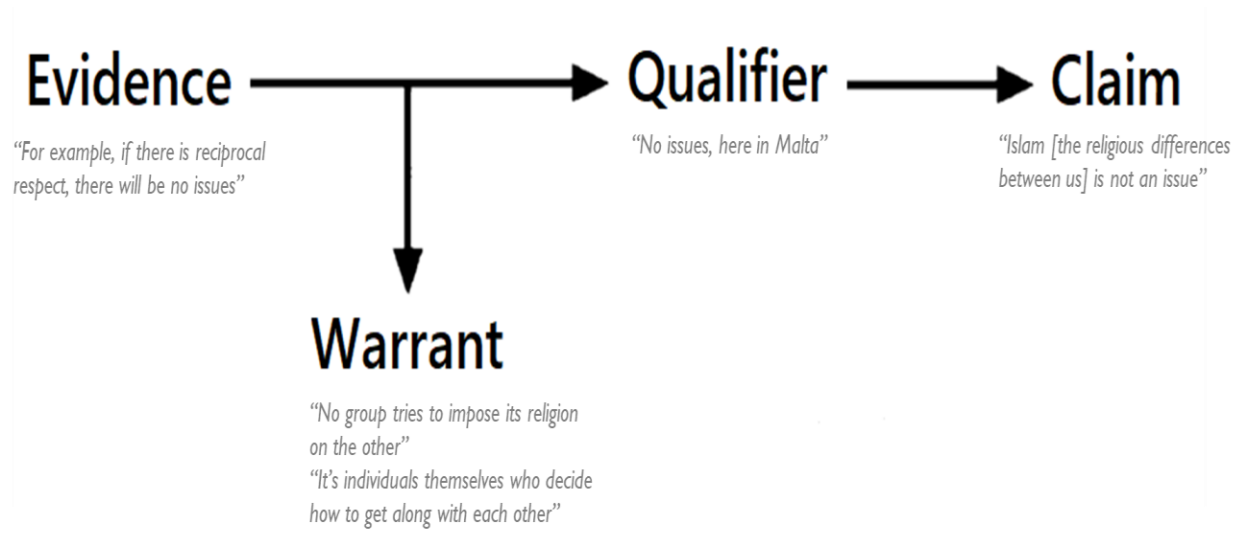 Evidence
“For example, if there is reciprocal
respect, there will be no issues”
Qualifier
“No issues, here in Malta”
Claim
“Islam [the religious differences
between us] is not an issue”
Warrant
“No group tries to impose its religion
on the other”
“It’s individuals themselves who decide
how to get along with each other”